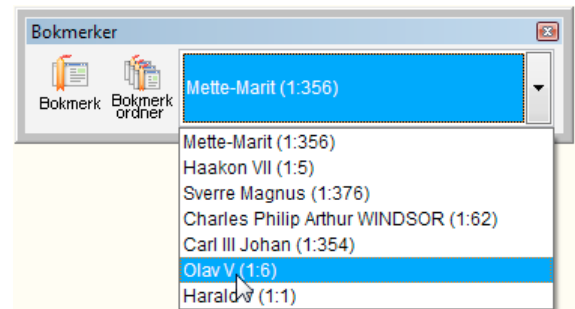 Bokmerker
Bokmerk
Bokmerk
ordner
Mette-Marit (1:356)
Mette-Marit (1:356)
Haakon VII (1:5)
Sverre Magnus (1:376)
Charles Philip Arthur WINDSOR (1:62)
Carl III Johan (1:354)
Olav V (1:6)
Harald V (1:1)